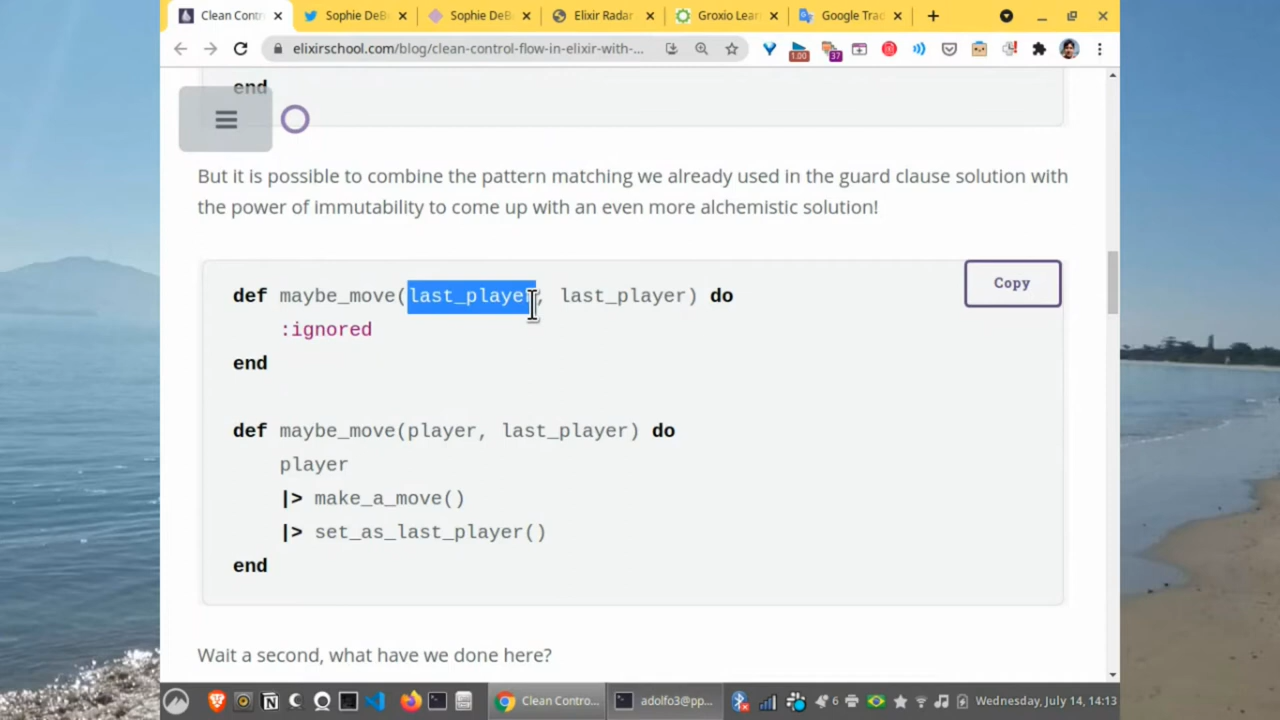 Clean Contr
Sophie DeB
Sophie DeB
Elixir Radar
Groxio Lear
Google Trad
elixirschool.com/blog/clean-control-flow-in-elixir-with-...
1.00
37
end
But it is possible to combine the pattern matching we already used in the guard clause solution with
the power of immutability to come up with an even more alchemistic solution!
Copy
def maybe_move(last_player, last_player) do
:ignored
end
def maybe_move(player, last_player) do
player
|> make_a_move()
|> set_as_last_player()
end
Wait a second, what have we done here?
Clean Contro...
adolfo3@pp...
6
Wednesday, July 14, 14:13